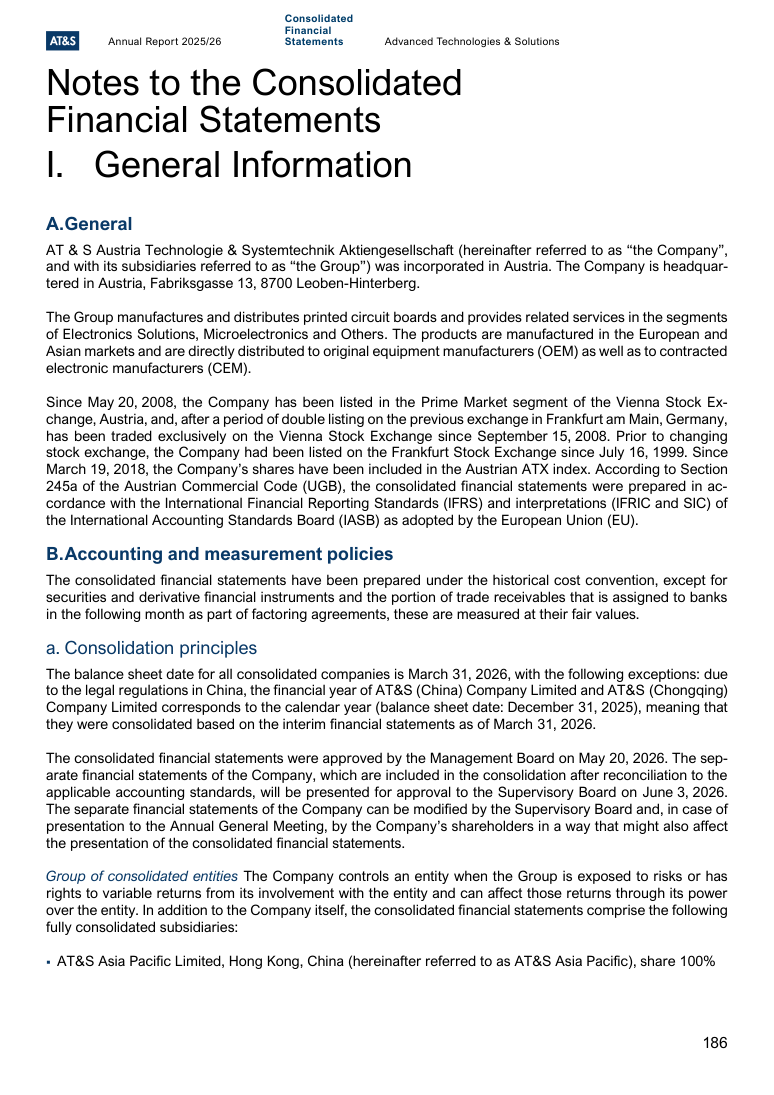 Consolidated
Financial
Statements
AT&S
Annual Report 2025/26
Advanced Technologies & Solutions
Notes to the Consolidated
Financial Statements
I. General Information
A.General
AT & S Austria Technologie & Systemtechnik Aktiengesellschaft (hereinafter referred to as “the Company”,
and with its subsidiaries referred to as “the Group”) was incorporated in Austria. The Company is headquar-
tered in Austria, Fabriksgasse 13, 8700 Leoben-Hinterberg.
The Group manufactures and distributes printed circuit boards and provides related services in the segments
of Electronics Solutions, Microelectronics and Others. The products are manufactured in the European and
Asian markets and are directly distributed to original equipment manufacturers (OEM) as well as to contracted
electronic manufacturers (CEM).
Since May 20, 2008, the Company has been listed in the Prime Market segment of the Vienna Stock Ex-
change, Austria, and, after a period of double listing on the previous exchange in Frankfurt am Main, Germany,
has been traded exclusively on the Vienna Stock Exchange since September 15, 2008. Prior to changing
stock exchange, the Company had been listed on the Frankfurt Stock Exchange since July 16, 1999. Since
March 19, 2018, the Company’s shares have been included in the Austrian ATX index. According to Section
245a of the Austrian Commercial Code (UGB), the consolidated financial statements were prepared in ac-
cordance with the International Financial Reporting Standards (IFRS) and interpretations (IFRIC and SIC) of
the International Accounting Standards Board (IASB) as adopted by the European Union (EU).
B.Accounting and measurement policies
The consolidated financial statements have been prepared under the historical cost convention, except for
securities and derivative financial instruments and the portion of trade receivables that is assigned to banks
in the following month as part of factoring agreements, these are measured at their fair values.
a. Consolidation principles
The balance sheet date for all consolidated companies is March 31, 2026, with the following exceptions: due
to the legal regulations in China, the financial year of AT&S (China) Company Limited and AT&S (Chongqing)
Company Limited corresponds to the calendar year (balance sheet date: December 31, 2025), meaning that
they were consolidated based on the interim financial statements as of March 31, 2026.
The consolidated financial statements were approved by the Management Board on May 20, 2026. The sep-
arate financial statements of the Company, which are included in the consolidation after reconciliation to the
applicable accounting standards, will be presented for approval to the Supervisory Board on June 3, 2026.
The separate financial statements of the Company can be modified by the Supervisory Board and, in case of
presentation to the Annual General Meeting, by the Company’s shareholders in a way that might also affect
the presentation of the consolidated financial statements.
Group of consolidated entities The Company controls an entity when the Group is exposed to risks or has
rights to variable returns from its involvement with the entity and can affect those returns through its power
over the entity. In addition to the Company itself, the consolidated financial statements comprise the following
fully consolidated subsidiaries:
▪ AT&S Asia Pacific Limited, Hong Kong, China (hereinafter referred to as AT&S Asia Pacific), share 100%
186